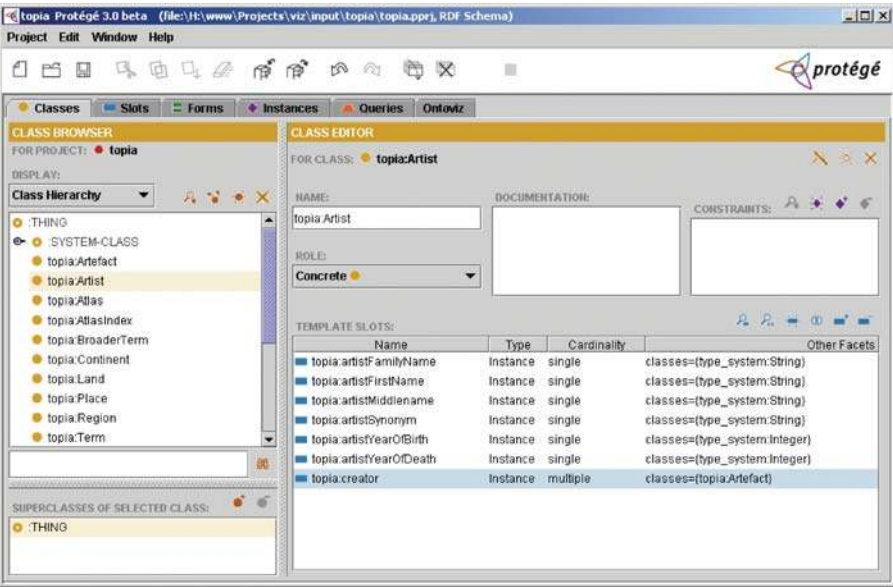 topia Protégé 3.0 beta (file:\H:\www\Projects\viz\input\topia\topia.pprj, RDF Schema)
Project Edit Window Help
protégé
Classes Slots Forms Instances Queries Ontoviz
CLASS BROWSER
FOR PROJECT: topia
DISPLAY:
Class Hierarchy
:THING
:SYSTEM-CLASS
topia:Artefact
topia:Artist
topia:Atlas
topia:AtlasIndex
topia:BroaderTerm
topia:Continent
topia:Land
topia:Place
topia:Region
topia:Term
SUPERCLASSES OF SELECTED CLASS:
:THING
CLASS EDITOR
FOR CLASS: topia:Artist
NAME:
topia:Artist
ROLE:
Concrete
DOCUMENTATION:
CONSTRAINTS:
TEMPLATE SLOTS:
Name Type Cardinality Other Facets
topia:artistFamilyName Instance single classes={type_system:String}
topia:artistFirstName Instance single classes={type_system:String}
topia:artistMiddlename Instance single classes={type_system:String}
topia:artistSynonym Instance single classes={type_system:String}
topia:artistYearOfBirth Instance single classes={type_system:Integer}
topia:artistYearOfDeath Instance single classes={type_system:Integer}
topia:creator Instance multiple classes={topia:Artefact}